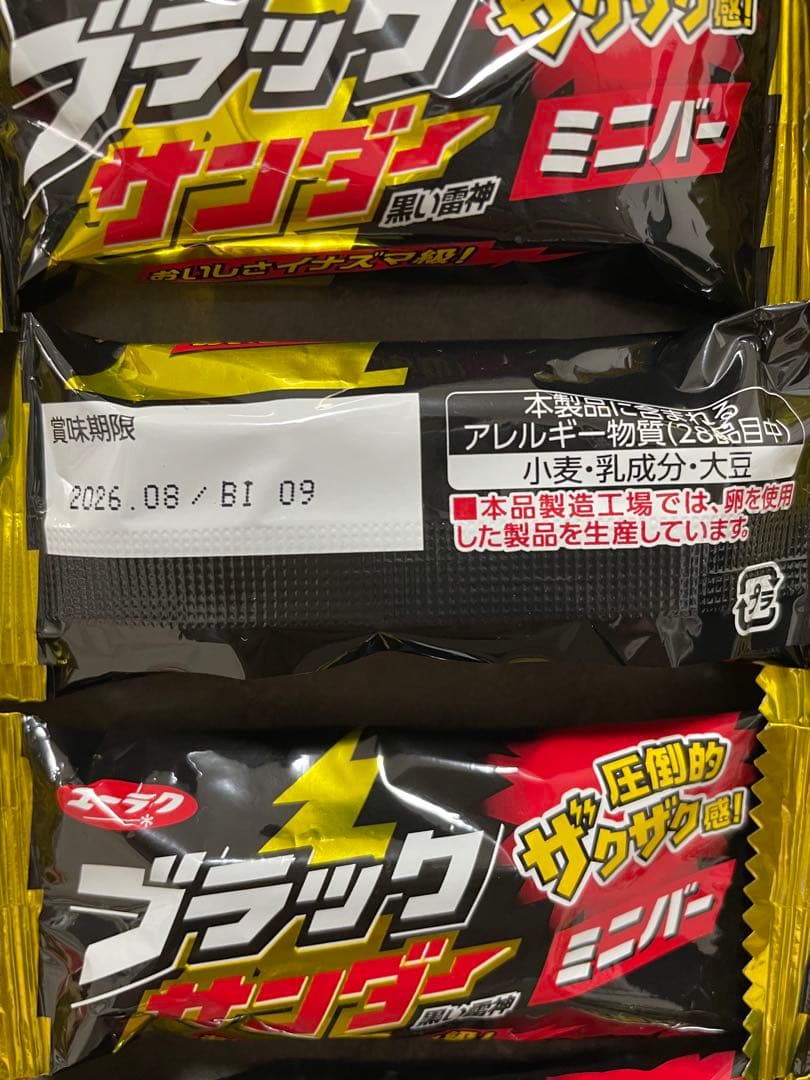 ブラック
ザクザク感!
サンダー
ミニバー
黒い雷神
おいしさイナズマ級!
賞味期限
2026.08/BI 09
本製品に含まれ
アレルギー物質(28品目中)
小麦・乳成分・大豆
■本品製造工場では、卵を使用
した製品を生産しています。
プラ
ユーラク
圧倒的
ザクザク感!
ザク
ブラック
ミニバー
サンダー
黒い雷神
級!